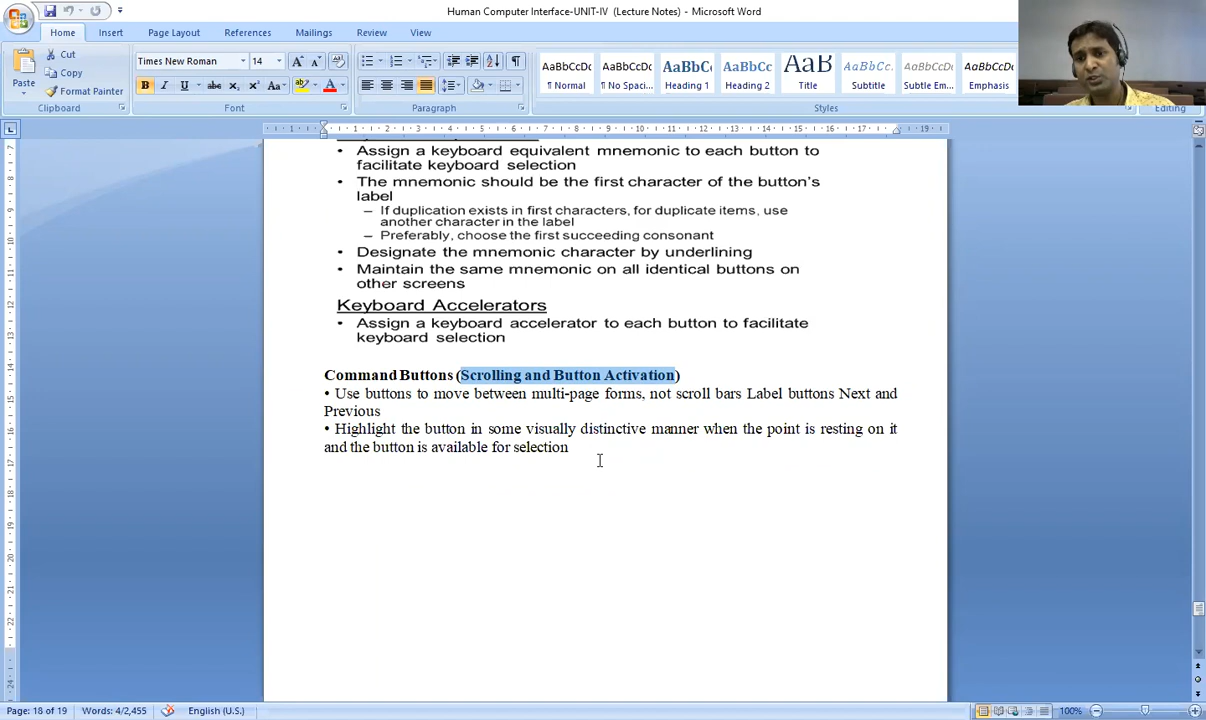 Human Computer Interface-UNIT-IV (Lecture Notes) - Microsoft Word
Home Insert Page Layout References Mailings Review View
Paste
Cut
Copy
Format Painter
Clipboard
Times New Roman 14
Font
Paragraph
AaBbCcDc AaBbCcDc AaBbC AaBbCc AaB AaBbCc. AaBbCcDc AaBbCcDc
¶ Normal ¶ No Spaci... Heading 1 Heading 2 Title Subtitle Subtle Em... Emphasis
Styles
Editing
• Assign a keyboard equivalent mnemonic to each button to
facilitate keyboard selection
• The mnemonic should be the first character of the button's
label
– If duplication exists in first characters, for duplicate items, use
another character in the label
– Preferably, choose the first succeeding consonant
• Designate the mnemonic character by underlining
• Maintain the same mnemonic on all identical buttons on
other screens
Keyboard Accelerators
• Assign a keyboard accelerator to each button to facilitate
keyboard selection
Command Buttons (Scrolling and Button Activation)
• Use buttons to move between multi-page forms, not scroll bars Label buttons Next and
Previous
• Highlight the button in some visually distinctive manner when the point is resting on it
and the button is available for selection
Page: 18 of 19 Words: 4/2,455 English (U.S.) 100%